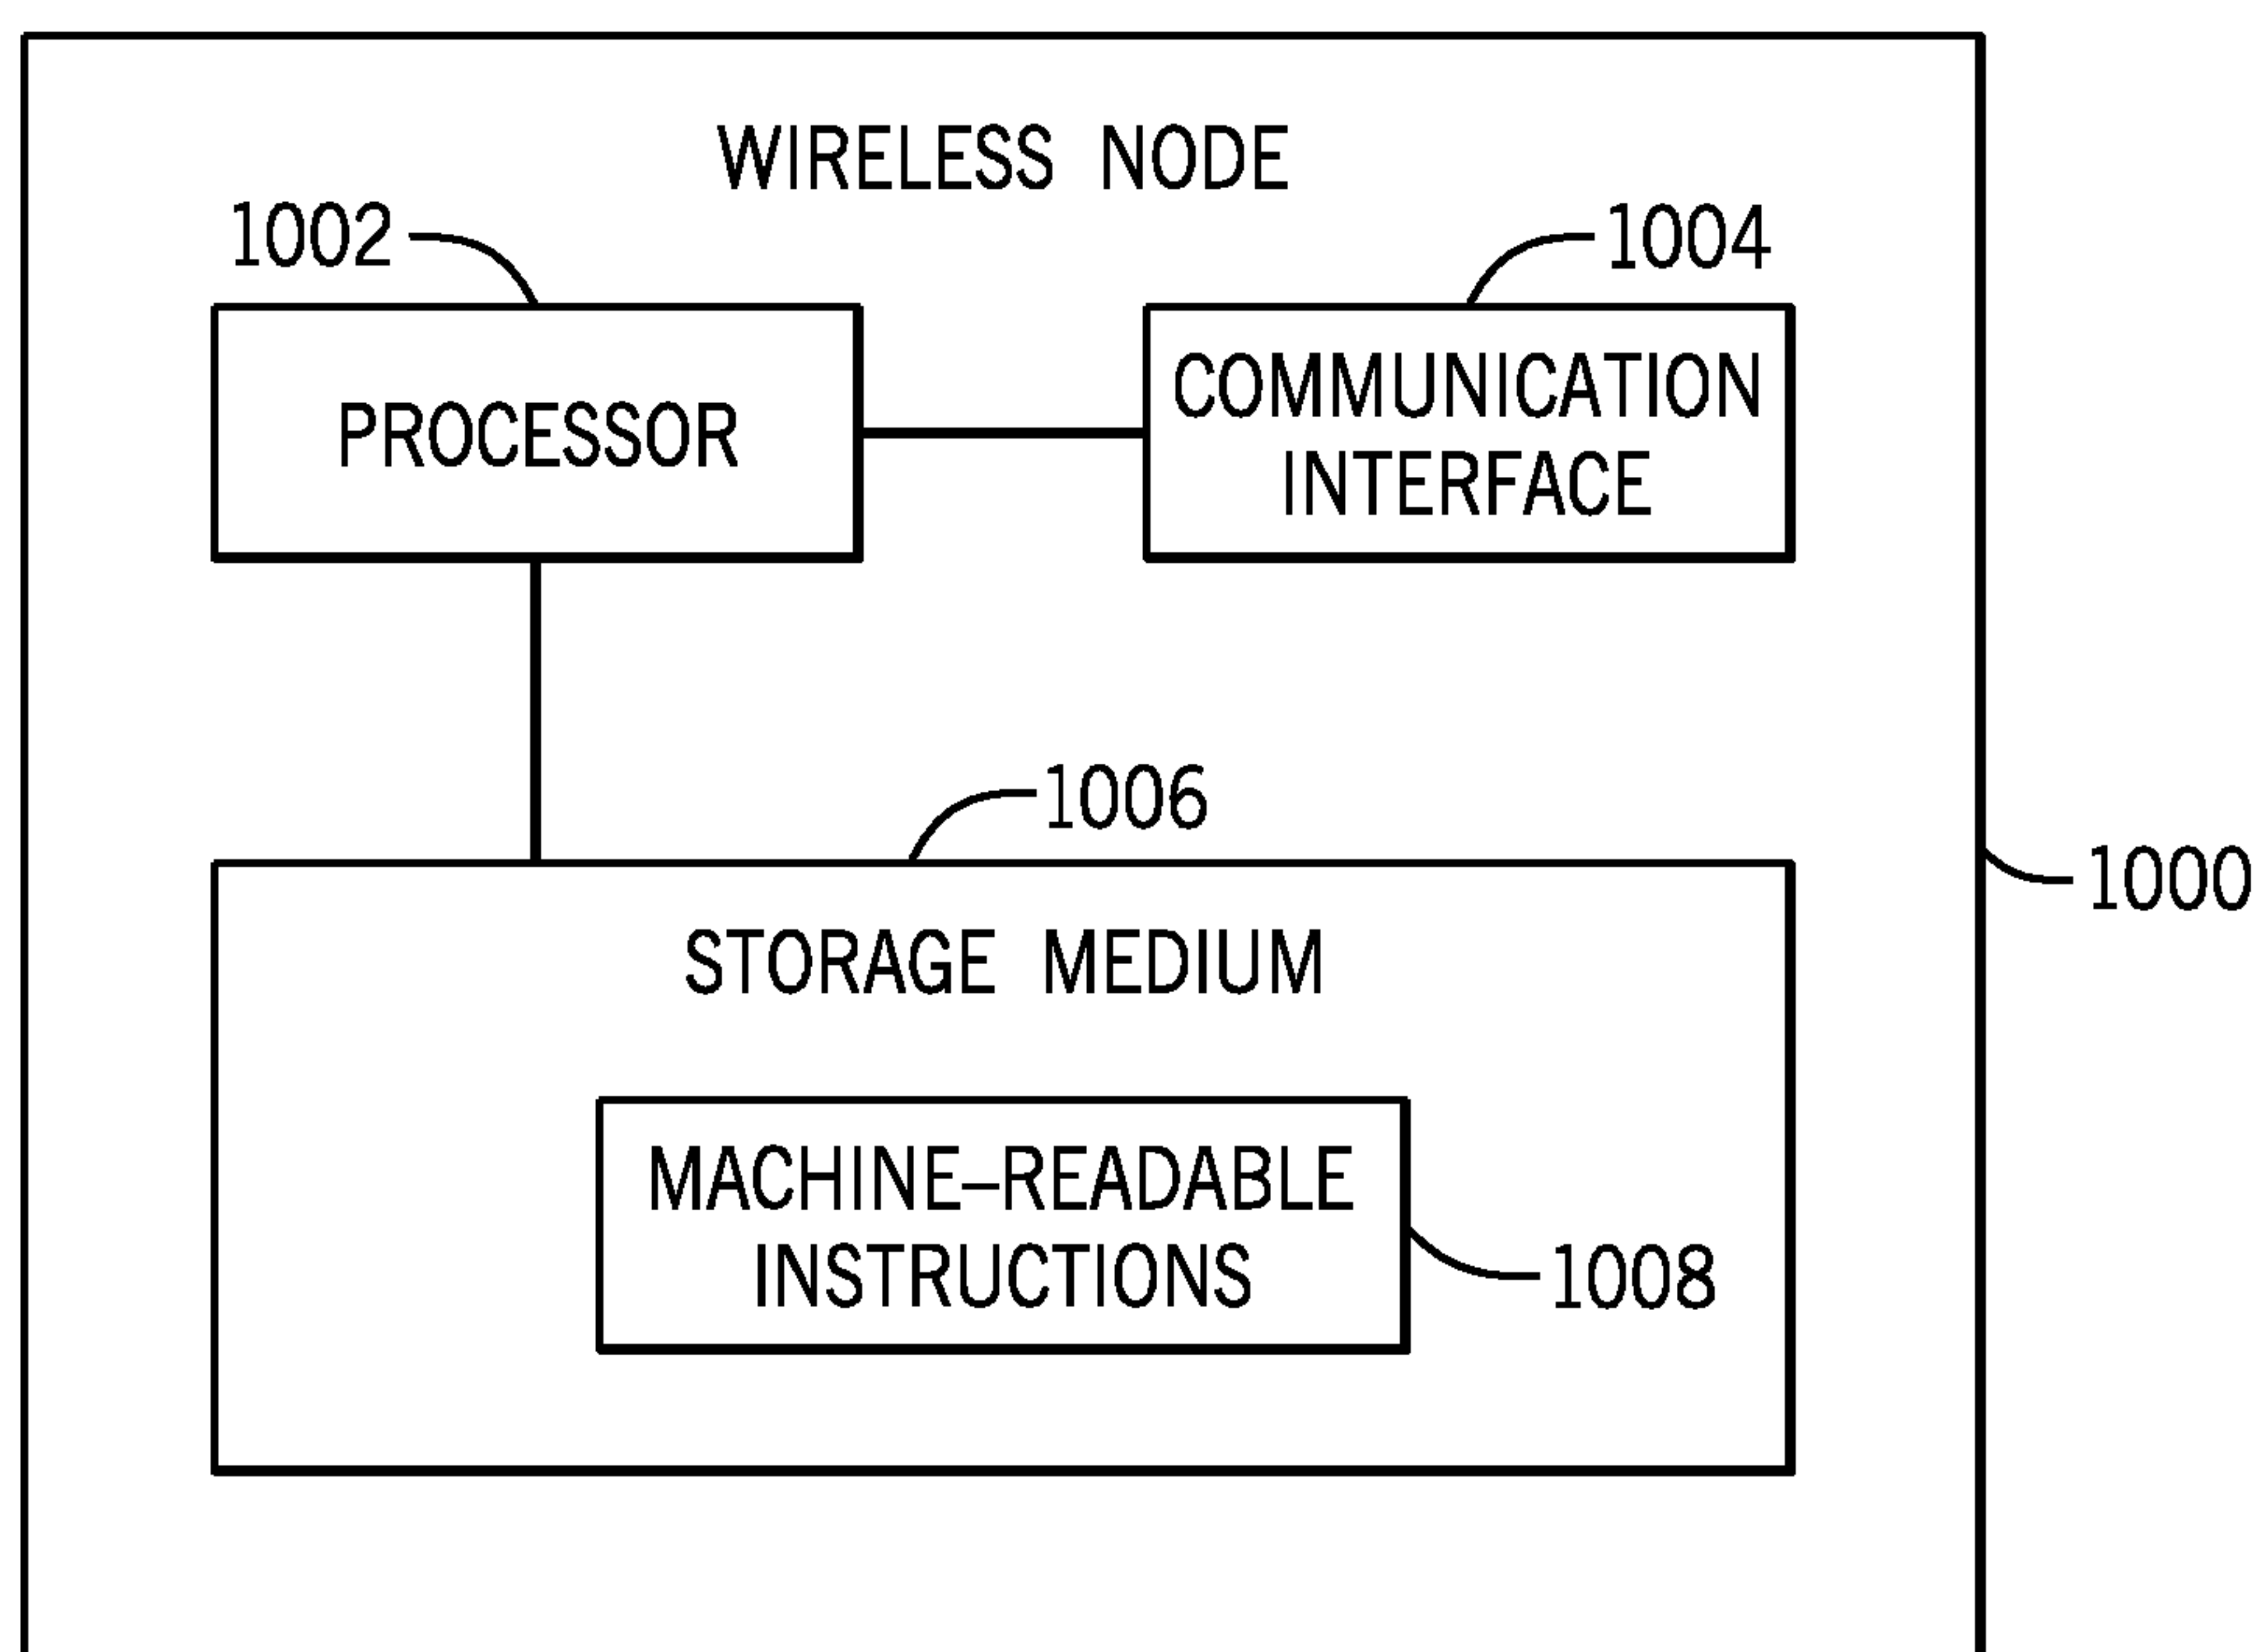 WIRELESS NODE
1002
1004
PROCESSOR
COMMUNICATION
INTERFACE
1006
1000
STORAGE MEDIUM
MACHINE–READABLE
INSTRUCTIONS
1008